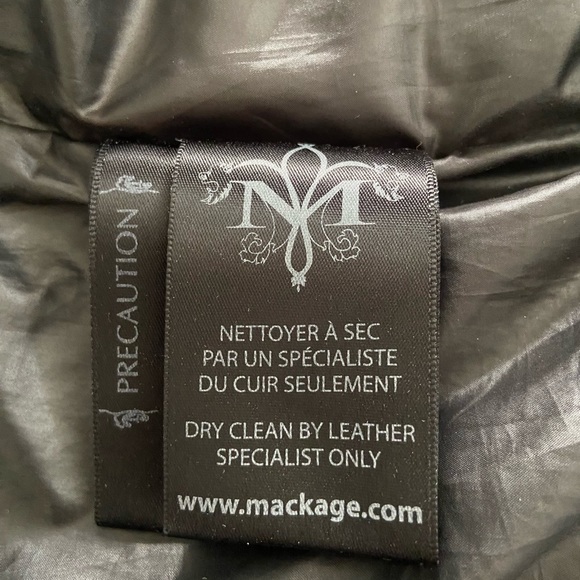 PRECAUTION
M
NETTOYER À SEC
PAR UN SPÉCIALISTE
DU CUIR SEULEMENT
DRY CLEAN BY LEATHER
SPECIALIST ONLY
www.mackage.com